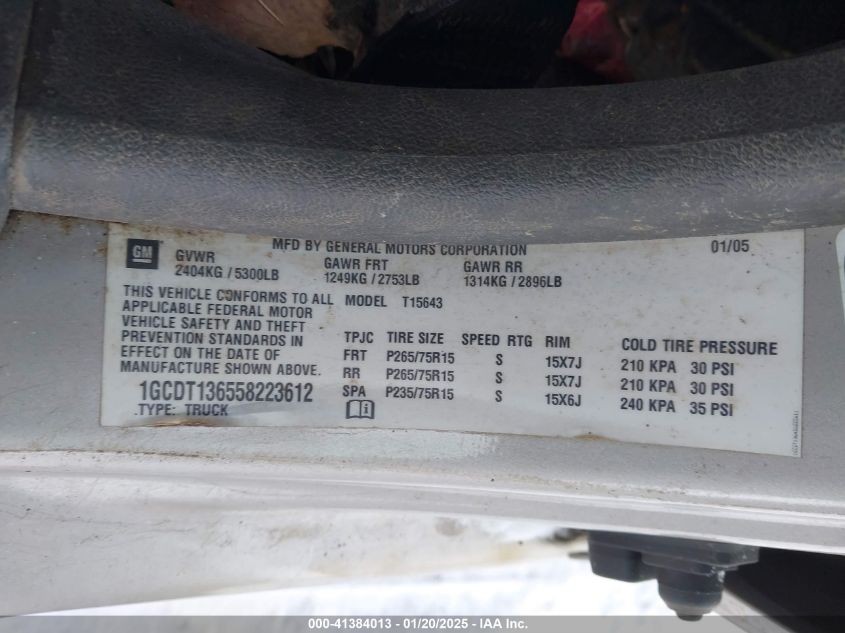 GM
MFD BY GENERAL MOTORS CORPORATION 01/05
GVWR GAWR FRT GAWR RR
2404KG / 5300LB 1249KG / 2753LB 1314KG / 2896LB
THIS VEHICLE CONFORMS TO ALL
APPLICABLE FEDERAL MOTOR
VEHICLE SAFETY AND THEFT
PREVENTION STANDARDS IN
EFFECT ON THE DATE OF
MANUFACTURE SHOWN ABOVE.
1GCDT136558223612
TYPE: TRUCK
MODEL T15643
TPJC TIRE SIZE SPEED RTG RIM COLD TIRE PRESSURE
FRT P265/75R15 S 15X7J 210 KPA 30 PSI
RR P265/75R15 S 15X7J 210 KPA 30 PSI
SPA P235/75R15 S 15X6J 240 KPA 35 PSI
000-41384013 - 01/20/2025 - IAA Inc.